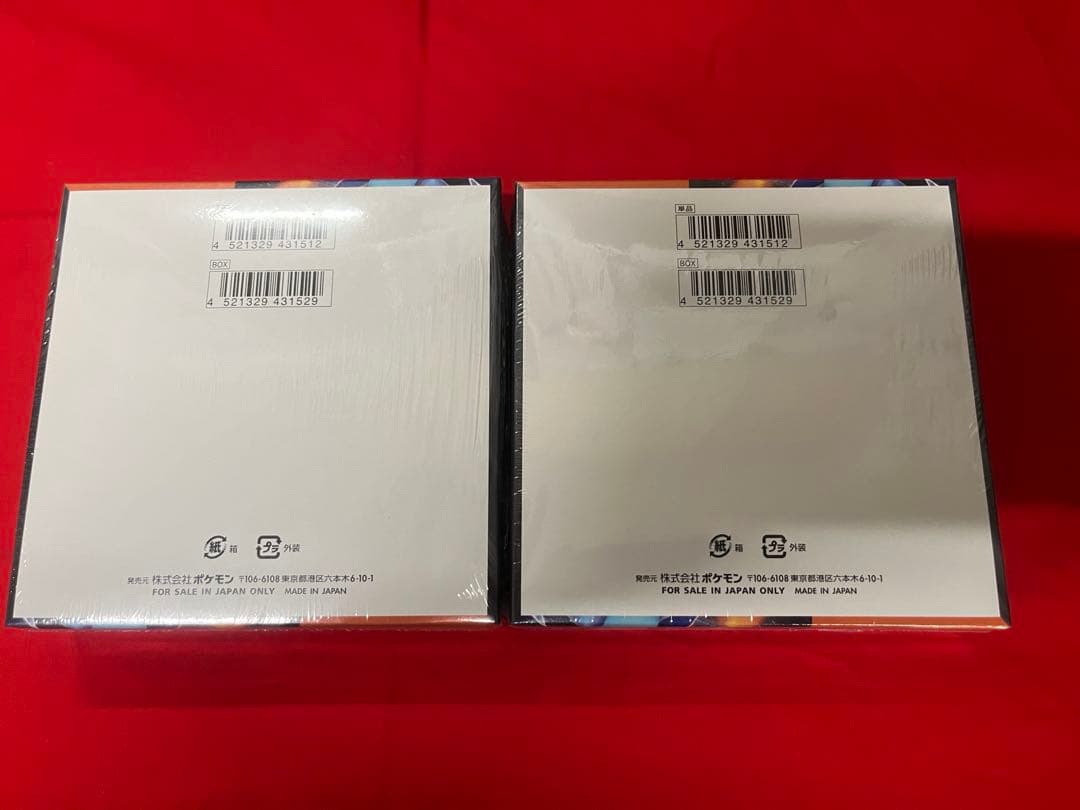 4 521329 431512
BOX
4 521329 431529
紙 箱 プラ 外装
発売元 株式会社ポケモン 〒106-6108 東京都港区六本木6-10-1
FOR SALE IN JAPAN ONLY MADE IN JAPAN
単品
4 521329 431512
BOX
4 521329 431529
紙 箱 プラ 外装
発売元 株式会社ポケモン 〒106-6108 東京都港区六本木6-10-1
FOR SALE IN JAPAN ONLY MADE IN JAPAN